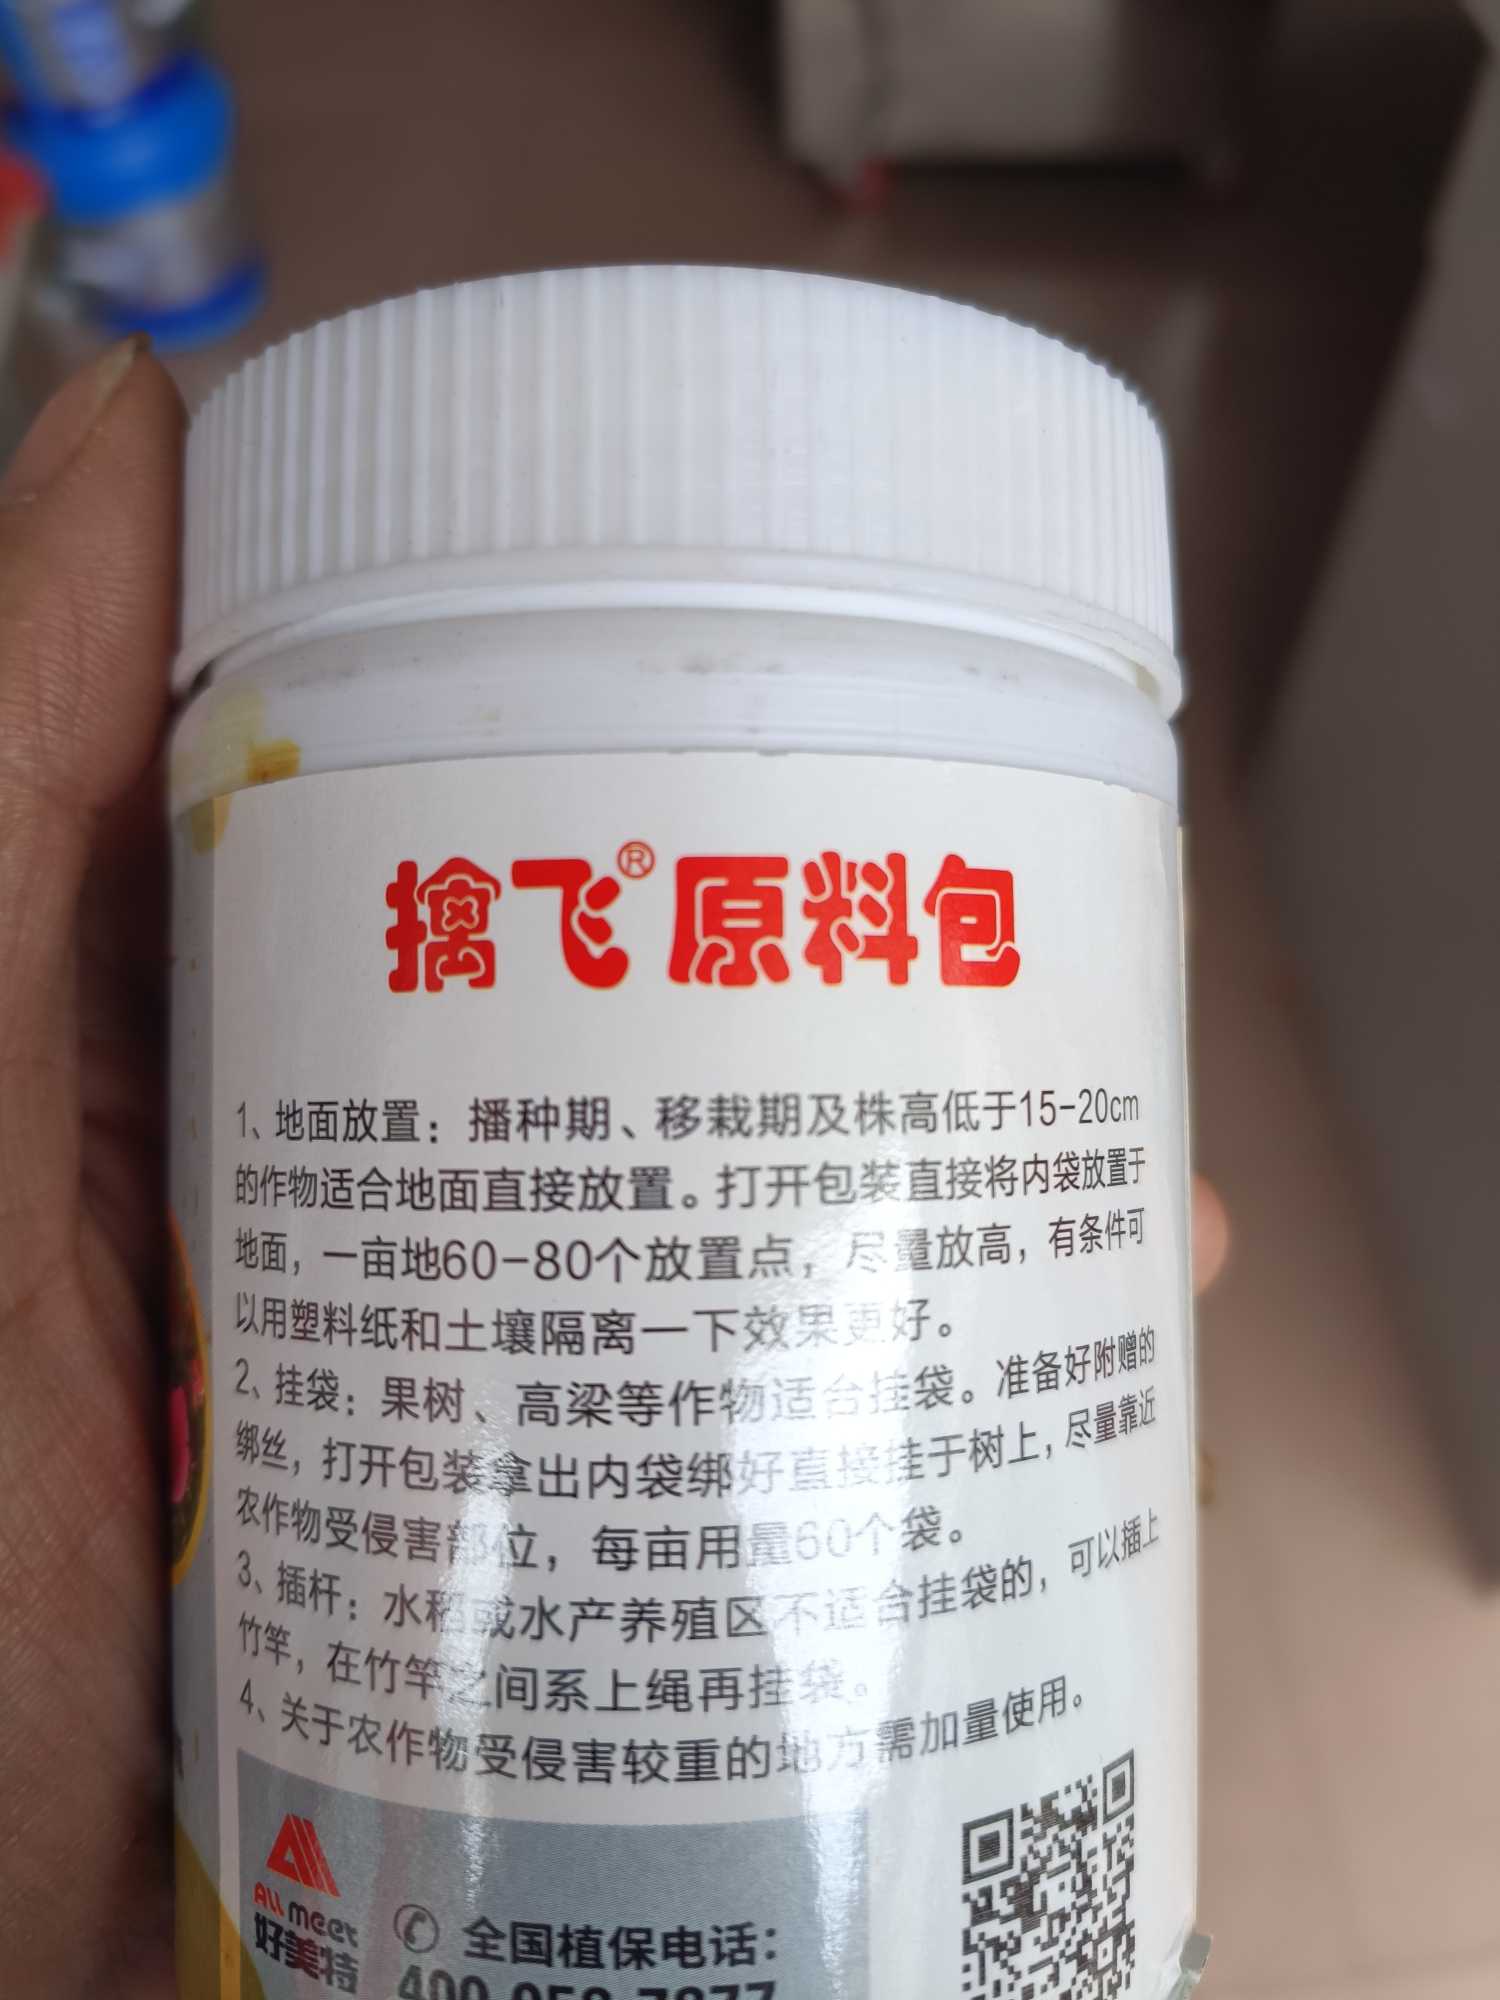 擒飞®原料包
1、地面放置：播种期、移栽期及株高低于15-20cm
的作物适合地面直接放置。打开包装直接将内袋放置于
地面，一亩地60-80个放置点，尽量放高，有条件可
以用塑料纸和土壤隔离一下效果更好。
2、挂袋：果树、高梁等作物适合挂袋。准备好附赠的
绑丝，打开包装拿出内袋绑好直接挂于树上，尽量靠近
农作物受侵害部位，每亩用量60个袋。
3、插杆：水稻或水产养殖区不适合挂袋的，可以插上
竹竿，在竹竿之间系上绳再挂袋。
4、关于农作物受侵害较重的地方需加量使用。
ALL meet
好美特
全国植保电话：